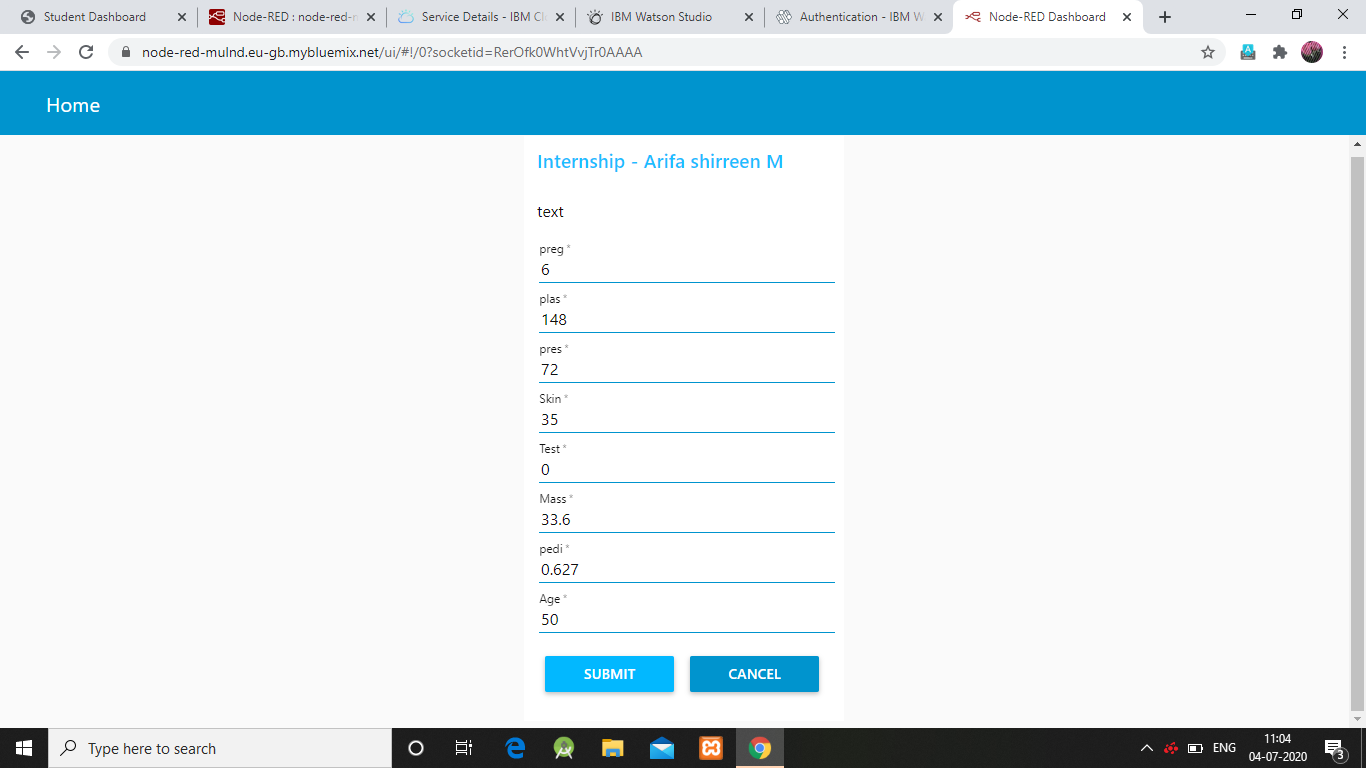 Student Dashboard
Node-RED : node-red-
Service Details - IBM Cl
IBM Watson Studio
Authentication - IBM W
Node-RED Dashboard
node-red-mulnd.eu-gb.mybluemix.net/ui/#!/0?socketid=RerOfk0WhtVvjTr0AAAA
Home
Internship - Arifa shirreen M
text
preg *
6
plas *
148
pres *
72
Skin *
35
Test *
0
Mass *
33.6
pedi *
0.627
Age *
50
SUBMIT CANCEL
Type here to search
ENG
11:04
04-07-2020
3